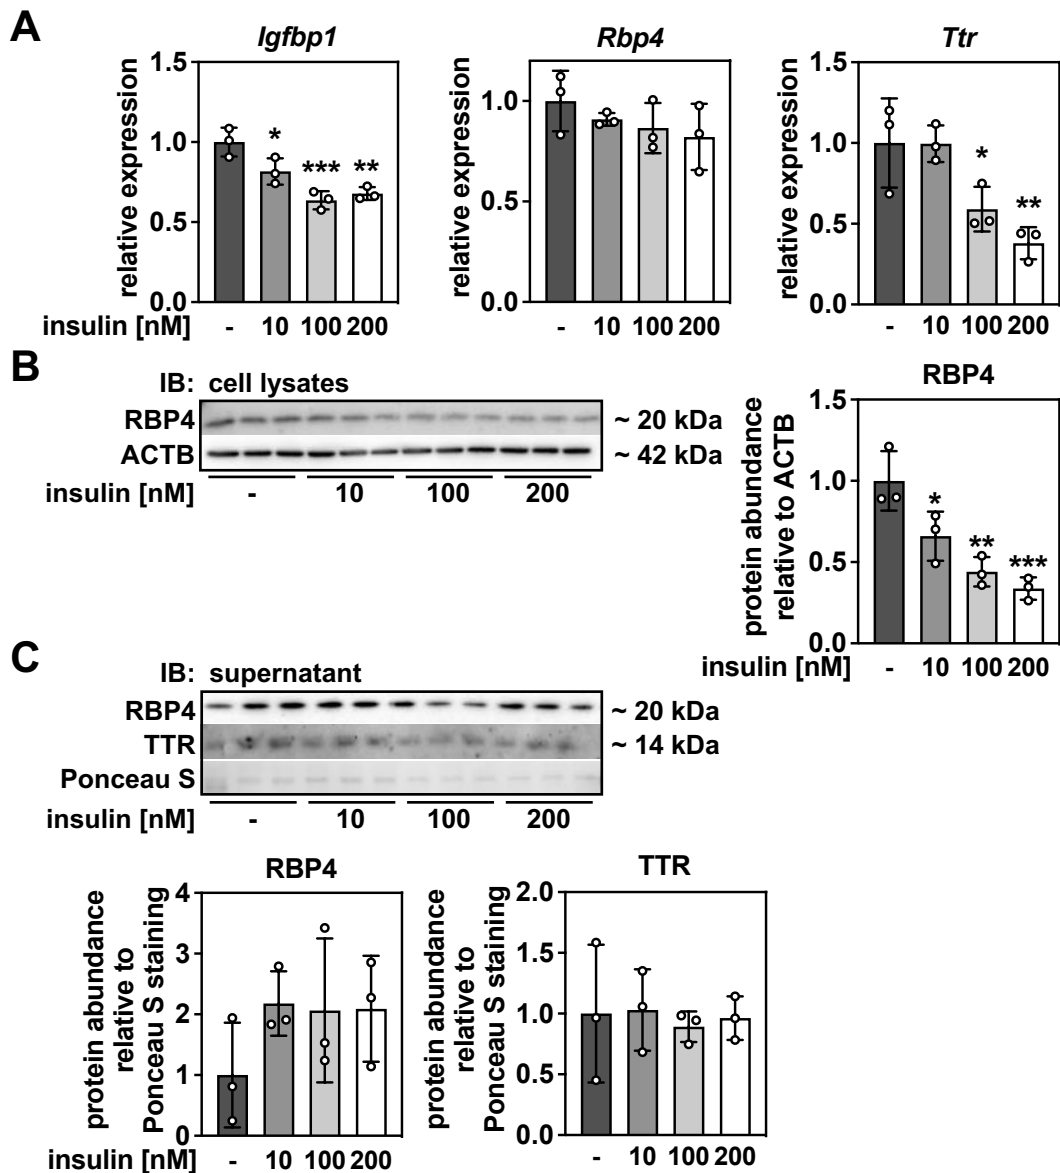 A
Igfbp1
Rbp4
Ttr
relative expression
1.5
1.0
0.5
0.0
*
***
**
insulin [nM]
- 10 100 200
relative expression
1.0
0.5
0.0
- 10 100 200
relative expression
1.5
1.0
0.5
0.0
*
**
- 10 100 200
B
IB: cell lysates
RBP4
~ 20 kDa
ACTB
~ 42 kDa
insulin [nM]
- 10 100 200
RBP4
protein abundance
relative to ACTB
1.5
1.0
0.5
0.0
*
**
***
insulin [nM]
- 10 100 200
C
IB: supernatant
RBP4
~ 20 kDa
TTR
~ 14 kDa
Ponceau S
insulin [nM]
- 10 100 200
RBP4
protein abundance
relative to
Ponceau S staining
4
3
2
1
0
insulin [nM]
- 10 100 200
TTR
protein abundance
relative to
Ponceau S staining
2.0
1.5
1.0
0.5
0.0
- 10 100 200